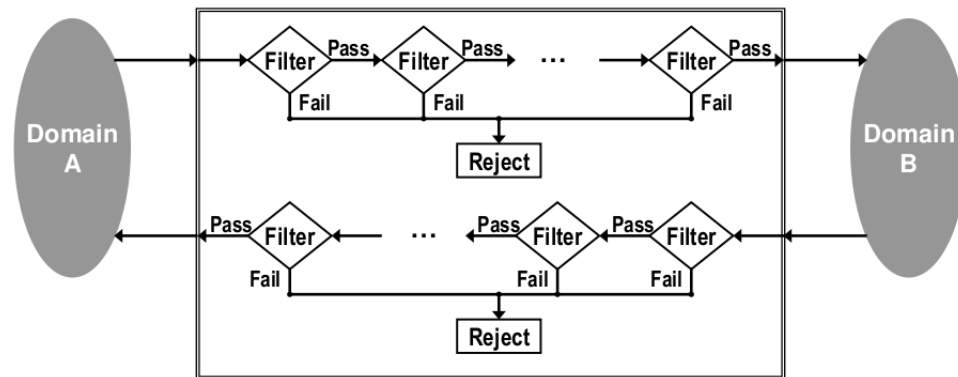 Pass Pass Pass
Filter Filter ... Filter
Fail Fail Fail
Domain A
Domain B
Reject
Pass Pass Pass
Filter ... Filter Filter
Fail Fail Fail
Reject